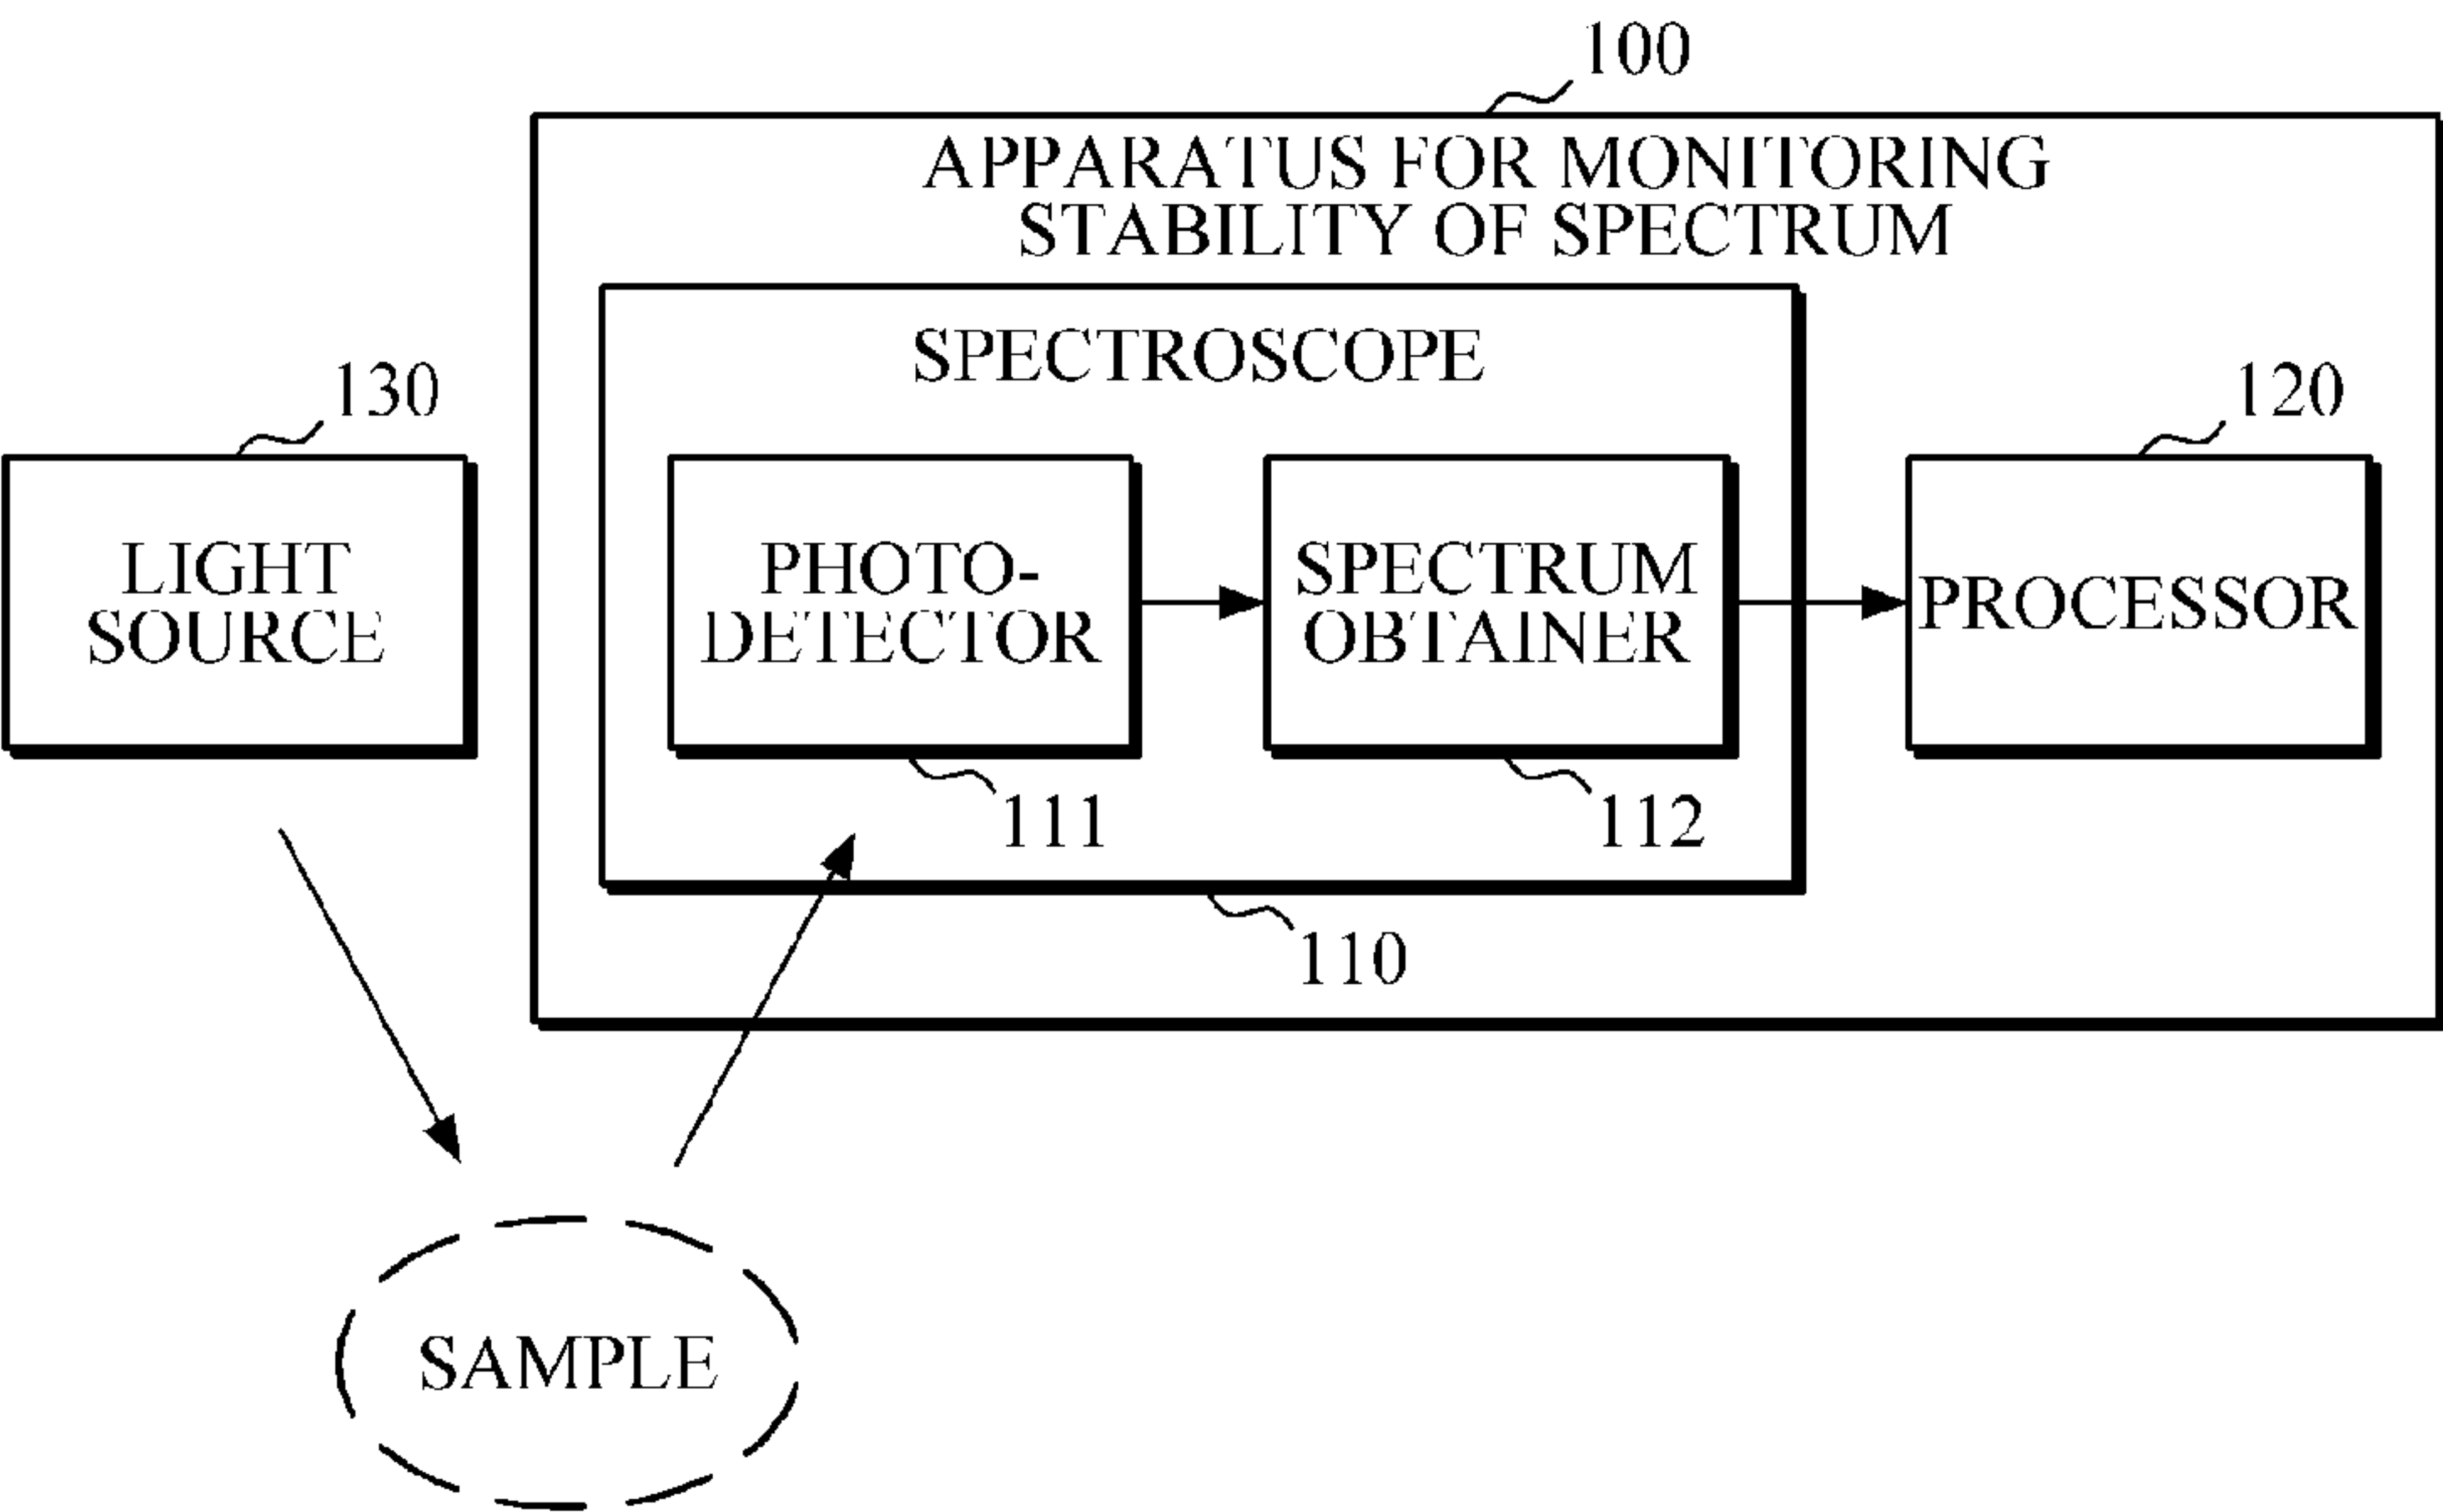 100
APPARATUS FOR MONITORING
STABILITY OF SPECTRUM
SPECTROSCOPE
130
120
LIGHT
SOURCE
PHOTO-
DETECTOR
SPECTRUM
OBTAINER
PROCESSOR
111
112
110
SAMPLE